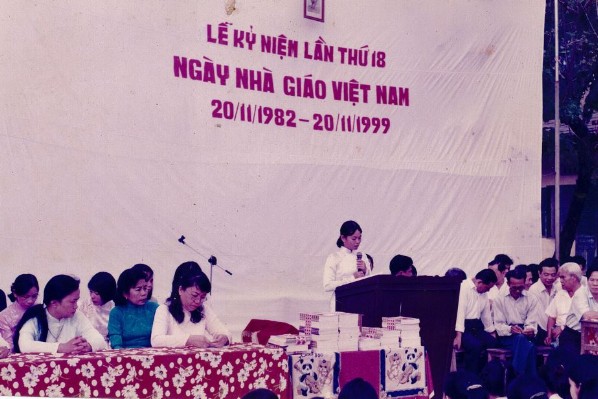 LỄ KỶ NIỆM LẦN THỨ 18
NGÀY NHÀ GIÁO VIỆT NAM
20/11/1982 – 20/11/1999